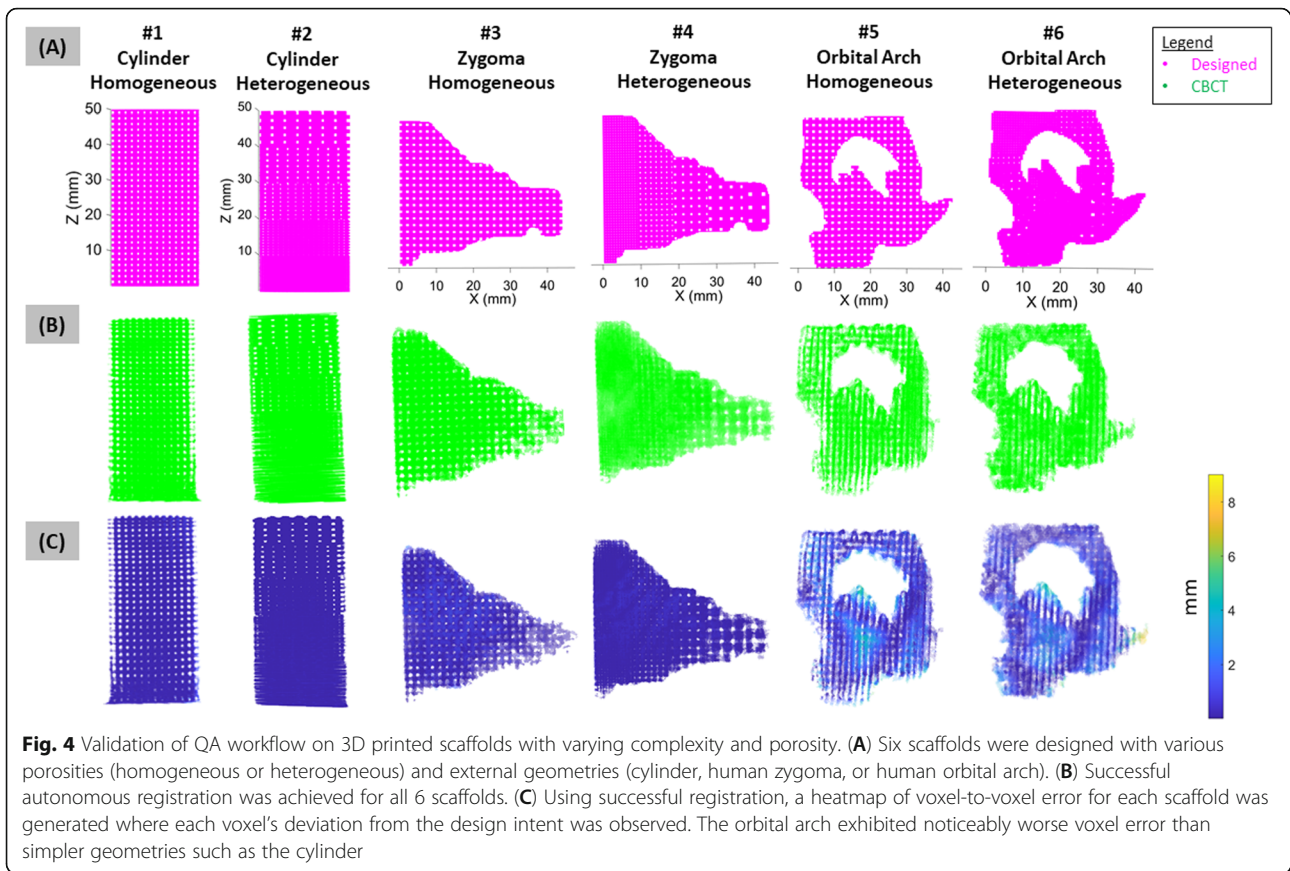 (A)
#1
Cylinder
Homogeneous
#2
Cylinder
Heterogeneous
#3
Zygoma
Homogeneous
#4
Zygoma
Heterogeneous
#5
Orbital Arch
Homogeneous
#6
Orbital Arch
Heterogeneous
Legend
• Designed
• CBCT
Z (mm)
50
40
30
20
10
Z (mm)
50
40
30
20
10
0 10 20 30 40
X (mm)
0 10 20 30 40
X (mm)
0 10 20 30 40
X (mm)
0 10 20 30 40
X (mm)
(B)
(C)
8
6
4
2
mm
Fig. 4 Validation of QA workflow on 3D printed scaffolds with varying complexity and porosity. (A) Six scaffolds were designed with various
porosities (homogeneous or heterogeneous) and external geometries (cylinder, human zygoma, or human orbital arch). (B) Successful
autonomous registration was achieved for all 6 scaffolds. (C) Using successful registration, a heatmap of voxel-to-voxel error for each scaffold was
generated where each voxel's deviation from the design intent was observed. The orbital arch exhibited noticeably worse voxel error than
simpler geometries such as the cylinder